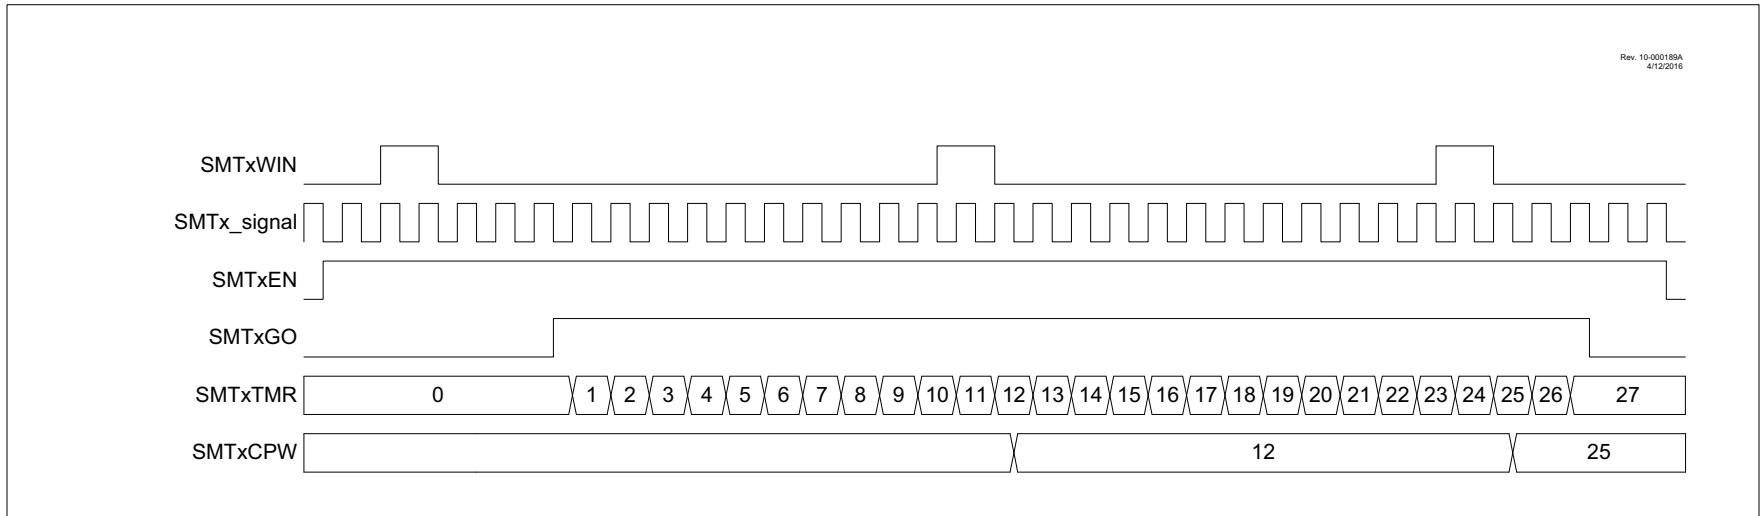 Rev. 10-000189A
4/12/2016
SMTxWIN
SMTx_signal
SMTxEN
SMTxGO
SMTxTMR 0 1 2 3 4 5 6 7 8 9 10 11 12 13 14 15 16 17 18 19 20 21 22 23 24 25 26 27
SMTxCPW 12 25